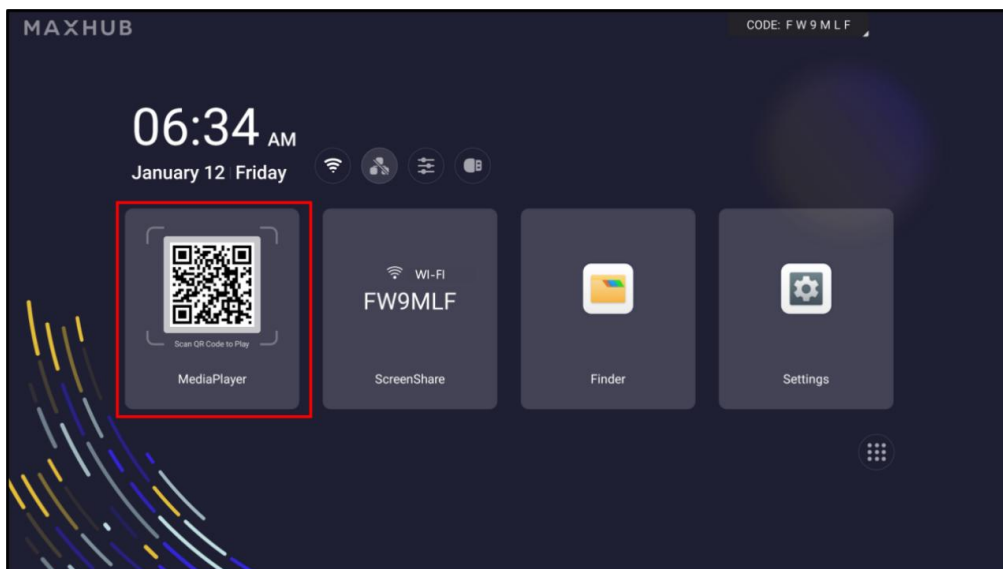 MAXHUB
CODE: FW9MLF
06:34 AM
January 12 Friday
Scan QR Code to Play
MediaPlayer
WI-FI
FW9MLF
ScreenShare
Finder
Settings